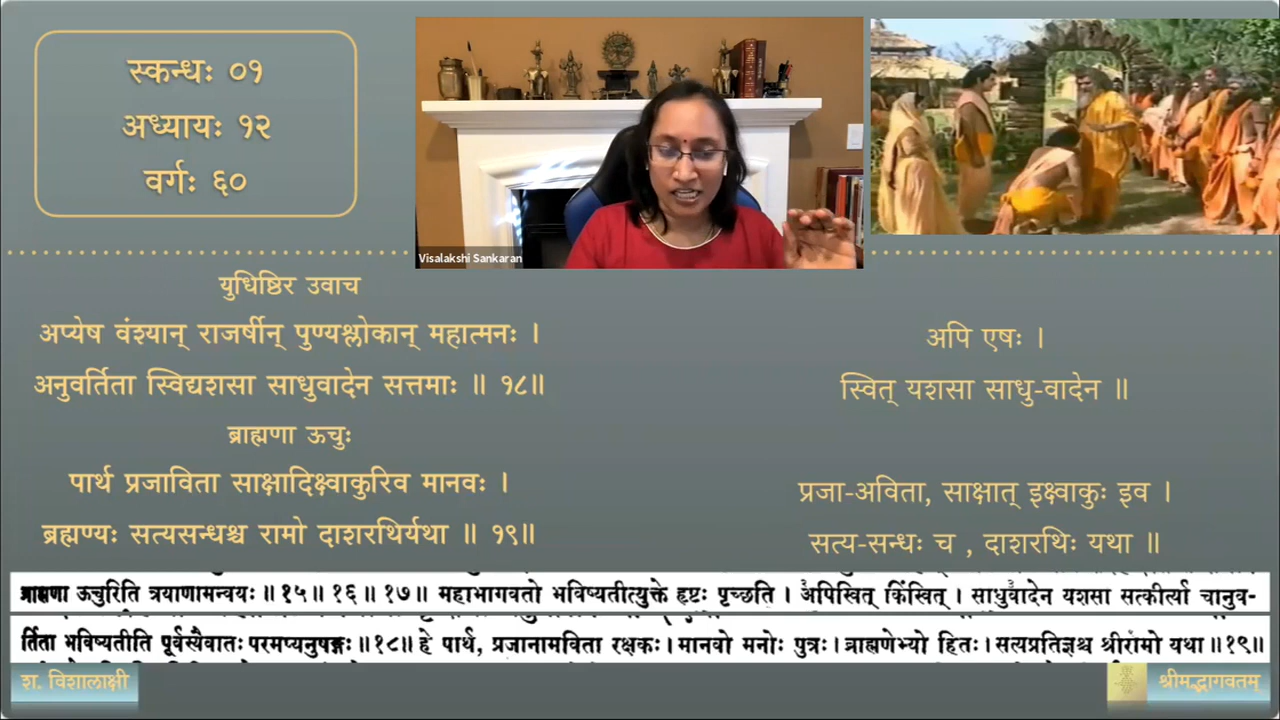 स्कन्धः ०१
अध्यायः १२
वर्गः ६०
Visalakshi Sankaran
युधिष्ठिर उवाच
अप्येष वंश्यान् राजर्षीन् पुण्यश्लोकान् महात्मनः ।
अनुवर्तिता स्विद्यशसा साधुवादेन सत्तमाः ॥ १८॥
ब्राह्मणा ऊचुः
पार्थ प्रजाविता साक्षादिक्ष्वाकुरिव मानवः ।
ब्रह्मण्यः सत्यसन्धश्च रामो दाशरथिर्यथा ॥ १९॥
अपि एषः ।
स्वित् यशसा साधु-वादेन ॥
प्रजा-अविता, साक्षात् इक्ष्वाकुः इव ।
सत्य-सन्धः च , दाशरथिः यथा ॥
ब्राह्मणा ऊचुरिति त्रयाणामन्वयः ॥ १५॥ १६॥ १७॥ महाभागवतो भविष्यतीत्युक्ते हृष्टः पृच्छति । अपिस्वित् किंस्वित् । साधुवादेन यशसा सत्कीर्त्या चानुव-
र्तिता भविष्यतीति पूर्वस्यैवातः परमप्यनुषङ्गः ॥१८॥ हे पार्थ, प्रजानामविता रक्षकः । मानवो मनोः पुत्रः । ब्राह्मणेभ्यो हितः । सत्यप्रतिज्ञश्च श्रीरामो यथा ॥१९॥
श. विशालाक्षी
श्रीमद्भागवतम्